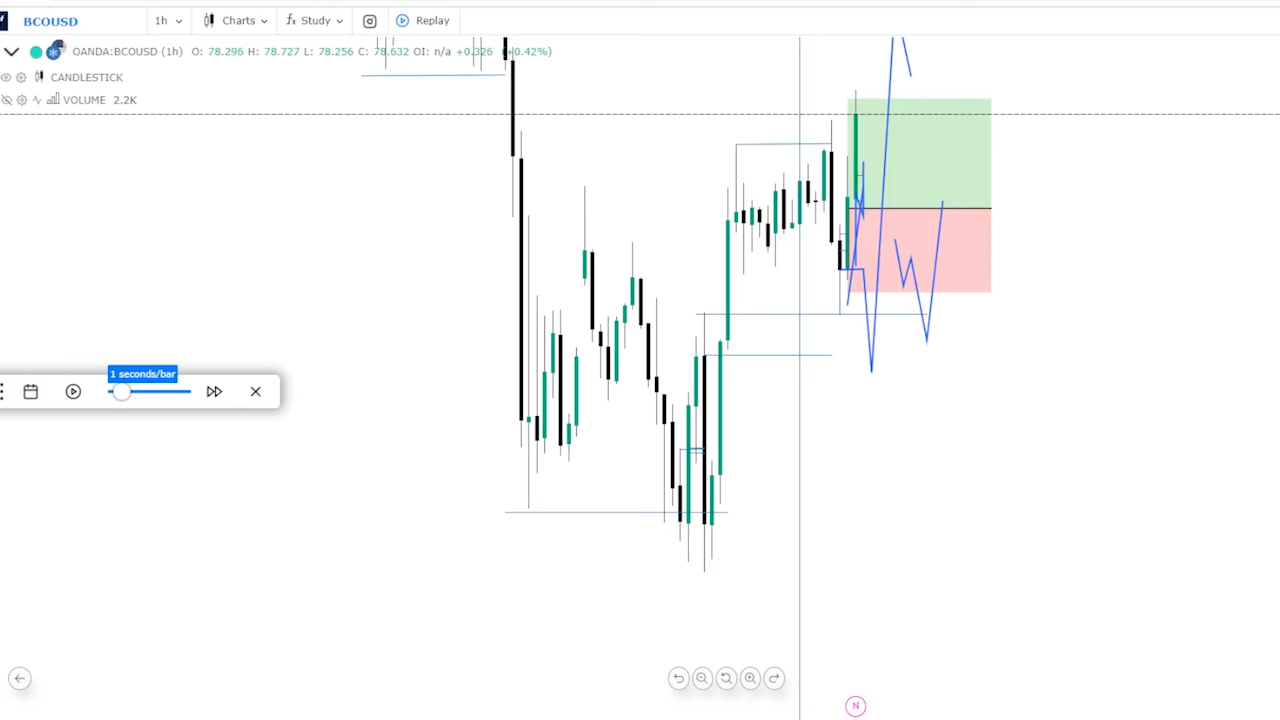 BCOUSD 1h Charts fx Study Replay
OANDA:BCOUSD (1h) O: 78.296 H: 78.727 L: 78.256 C: 78.632 OI: n/a +0.326 (+0.42%)
CANDLESTICK
VOLUME 2.2K
1 seconds/bar
N